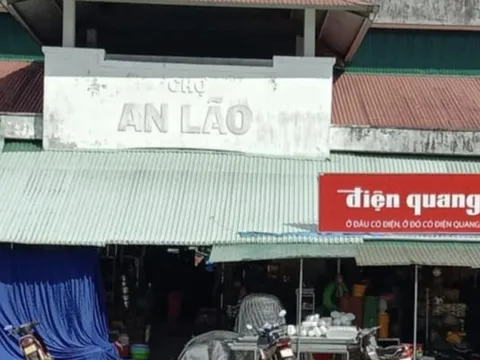 CHỢ
AN LÃO
điện quang
Ở ĐÂU CÓ ĐIỆN, Ở ĐÓ CÓ ĐIỆN QUANG